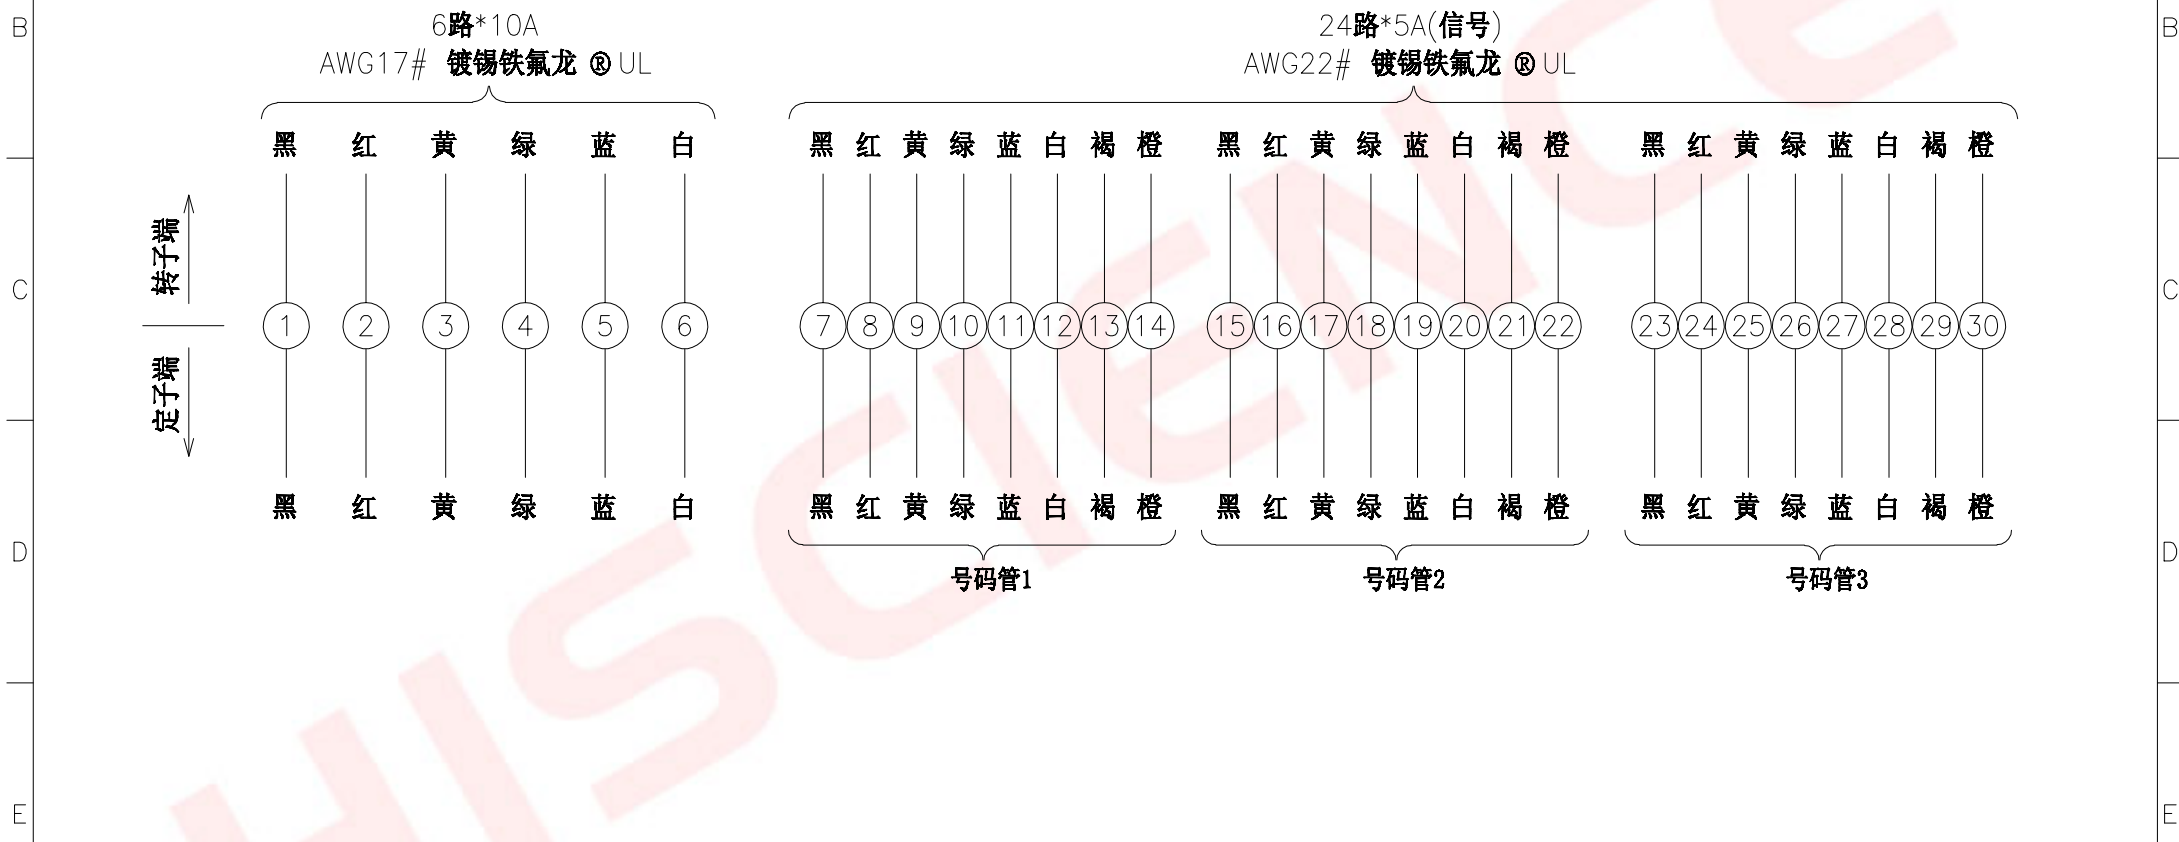 B
6路*10A
24路*5A(信号)
B
AWG17# 镀锡铁氟龙 ® UL
AWG22# 镀锡铁氟龙 ® UL
黑 红 黄 绿 蓝 白
黑 红 黄 绿 蓝 白 褐 橙
黑 红 黄 绿 蓝 白 褐 橙
黑 红 黄 绿 蓝 白 褐 橙
转子端
C
1 2 3 4 5 6
7 8 9 10 11 12 13 14
15 16 17 18 19 20 21 22
23 24 25 26 27 28 29 30
C
定子端
黑 红 黄 绿 蓝 白
黑 红 黄 绿 蓝 白 褐 橙
黑 红 黄 绿 蓝 白 褐 橙
黑 红 黄 绿 蓝 白 褐 橙
D
号码管1
号码管2
号码管3
D
E
E
HISCIENCE